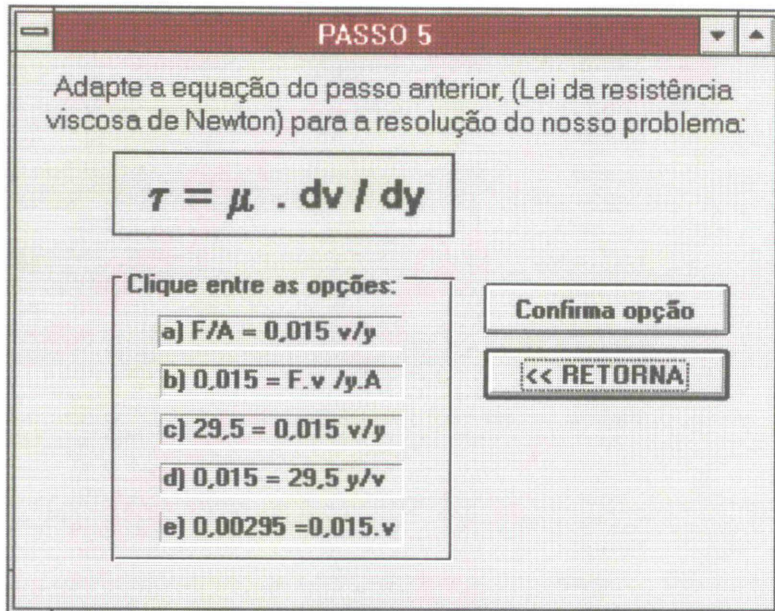 PASSO 5
Adapte a equação do passo anterior, (Lei da resistência
viscosa de Newton) para a resolução do nosso problema:
τ = μ . dv / dy
Clique entre as opções:
a) F/A = 0,015 v/y
b) 0,015 = F.v /y.A
c) 29,5 = 0,015 v/y
d) 0,015 = 29,5 y/v
e) 0,00295 =0,015.v
Confirma opção
<< RETORNA